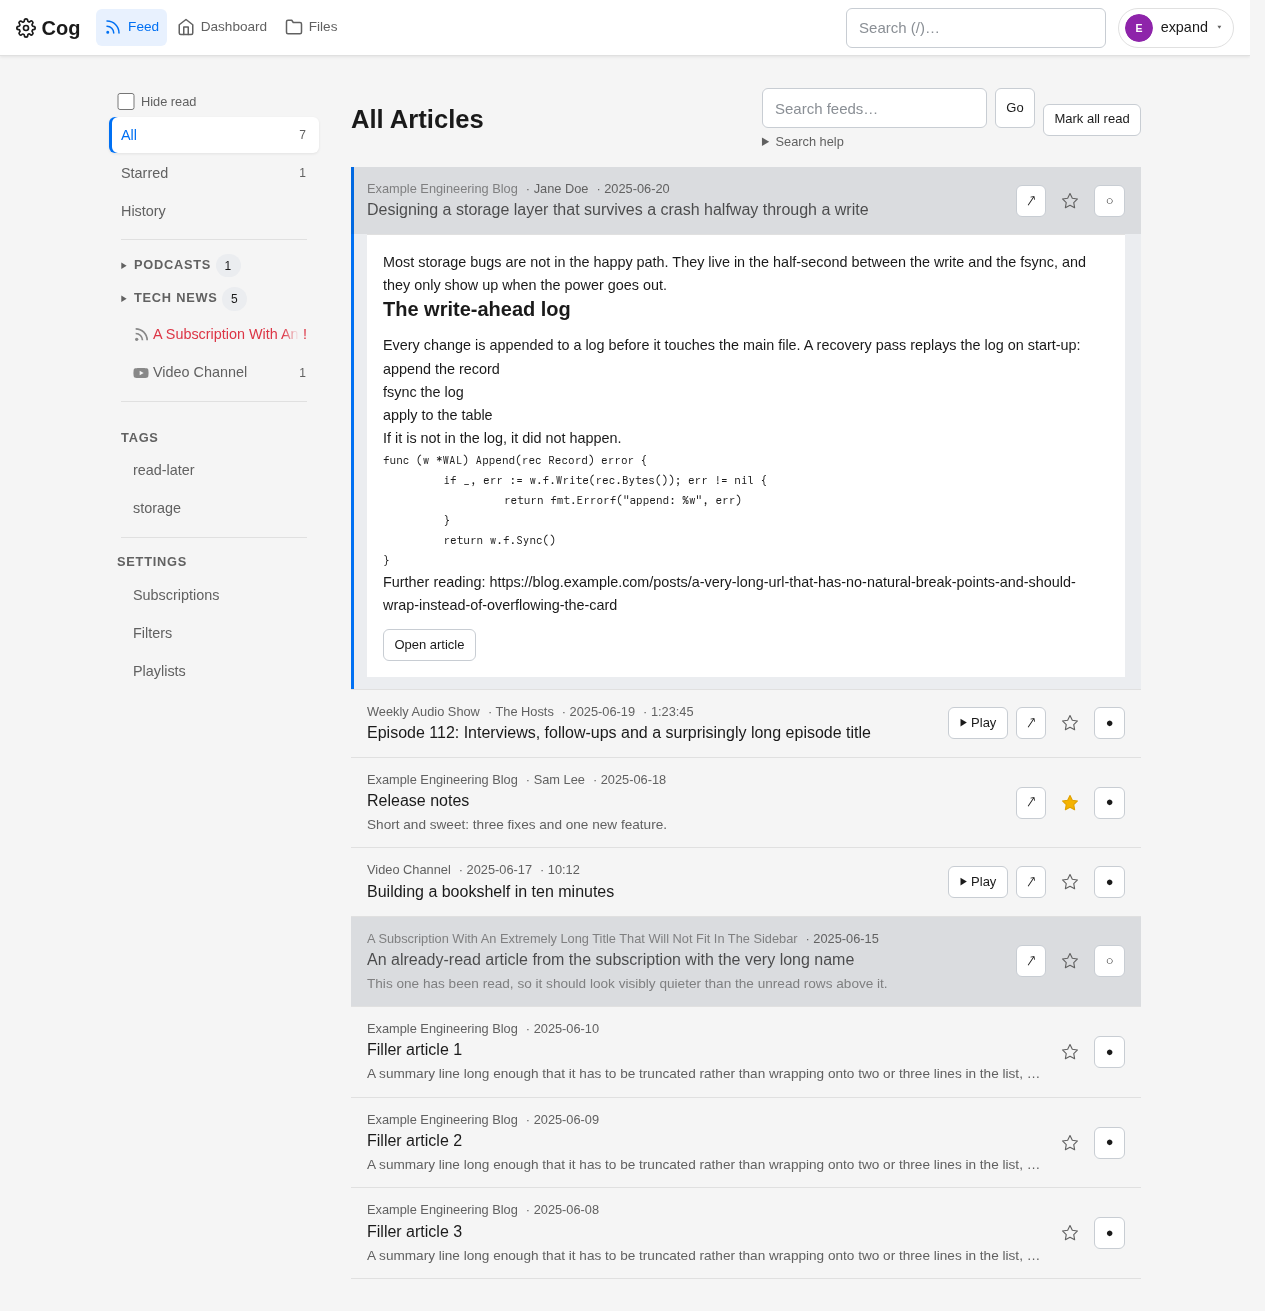 Cog
Feed
Dashboard
Files
Search (/)…
E
expand
Hide read
All 7
Starred 1
History
PODCASTS 1
TECH NEWS 5
A Subscription With An !
Video Channel 1
TAGS
read-later
storage
SETTINGS
Subscriptions
Filters
Playlists
All Articles
Search feeds…
Go
Mark all read
Search help
Example Engineering Blog · Jane Doe · 2025-06-20
Designing a storage layer that survives a crash halfway through a write
Most storage bugs are not in the happy path. They live in the half-second between the write and the fsync, and
they only show up when the power goes out.
The write-ahead log
Every change is appended to a log before it touches the main file. A recovery pass replays the log on start-up:
append the record
fsync the log
apply to the table
If it is not in the log, it did not happen.
func (w *WAL) Append(rec Record) error {
if _, err := w.f.Write(rec.Bytes()); err != nil {
return fmt.Errorf("append: %w", err)
}
return w.f.Sync()
}
Further reading: https://blog.example.com/posts/a-very-long-url-that-has-no-natural-break-points-and-should-
wrap-instead-of-overflowing-the-card
Open article
Weekly Audio Show · The Hosts · 2025-06-19 · 1:23:45
Episode 112: Interviews, follow-ups and a surprisingly long episode title
Play
Example Engineering Blog · Sam Lee · 2025-06-18
Release notes
Short and sweet: three fixes and one new feature.
Video Channel · 2025-06-17 · 10:12
Building a bookshelf in ten minutes
Play
A Subscription With An Extremely Long Title That Will Not Fit In The Sidebar · 2025-06-15
An already-read article from the subscription with the very long name
This one has been read, so it should look visibly quieter than the unread rows above it.
Example Engineering Blog · 2025-06-10
Filler article 1
A summary line long enough that it has to be truncated rather than wrapping onto two or three lines in the list, …
Example Engineering Blog · 2025-06-09
Filler article 2
A summary line long enough that it has to be truncated rather than wrapping onto two or three lines in the list, …
Example Engineering Blog · 2025-06-08
Filler article 3
A summary line long enough that it has to be truncated rather than wrapping onto two or three lines in the list, …